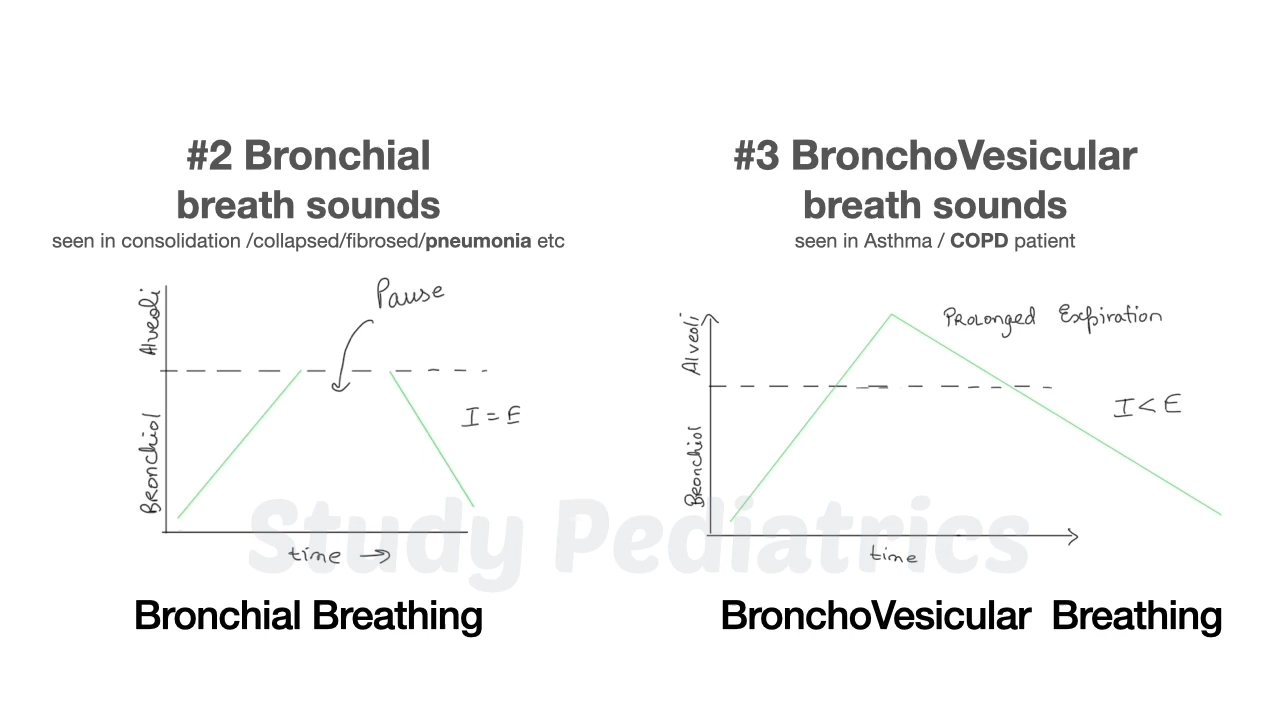 #2 Bronchial
breath sounds
seen in consolidation /collapsed/fibrosed/pneumonia etc
Pause
Alveoli
Bronchiol
I = E
time →
Bronchial Breathing
#3 BronchoVesicular
breath sounds
seen in Asthma / COPD patient
Prolonged Expiration
Alveoli
Bronchiol
I < E
time
BronchoVesicular Breathing
Study Pediatrics